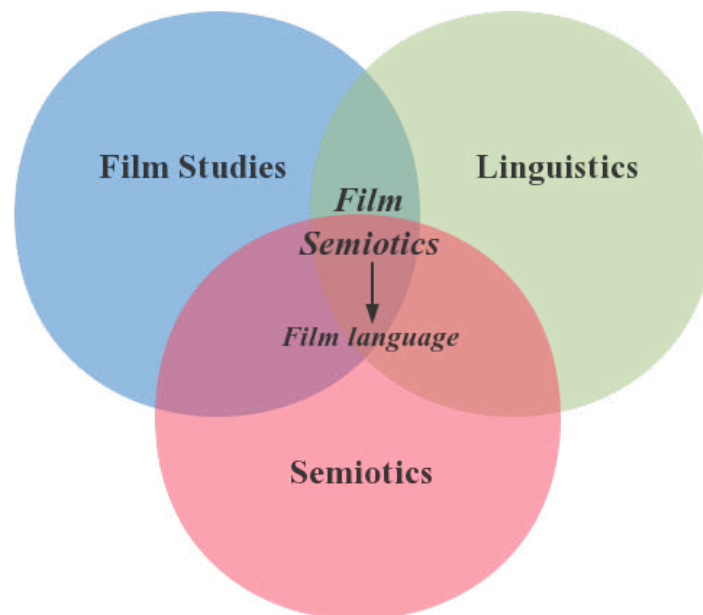 Film Studies
Linguistics
Film
Semiotics
Film language
Semiotics